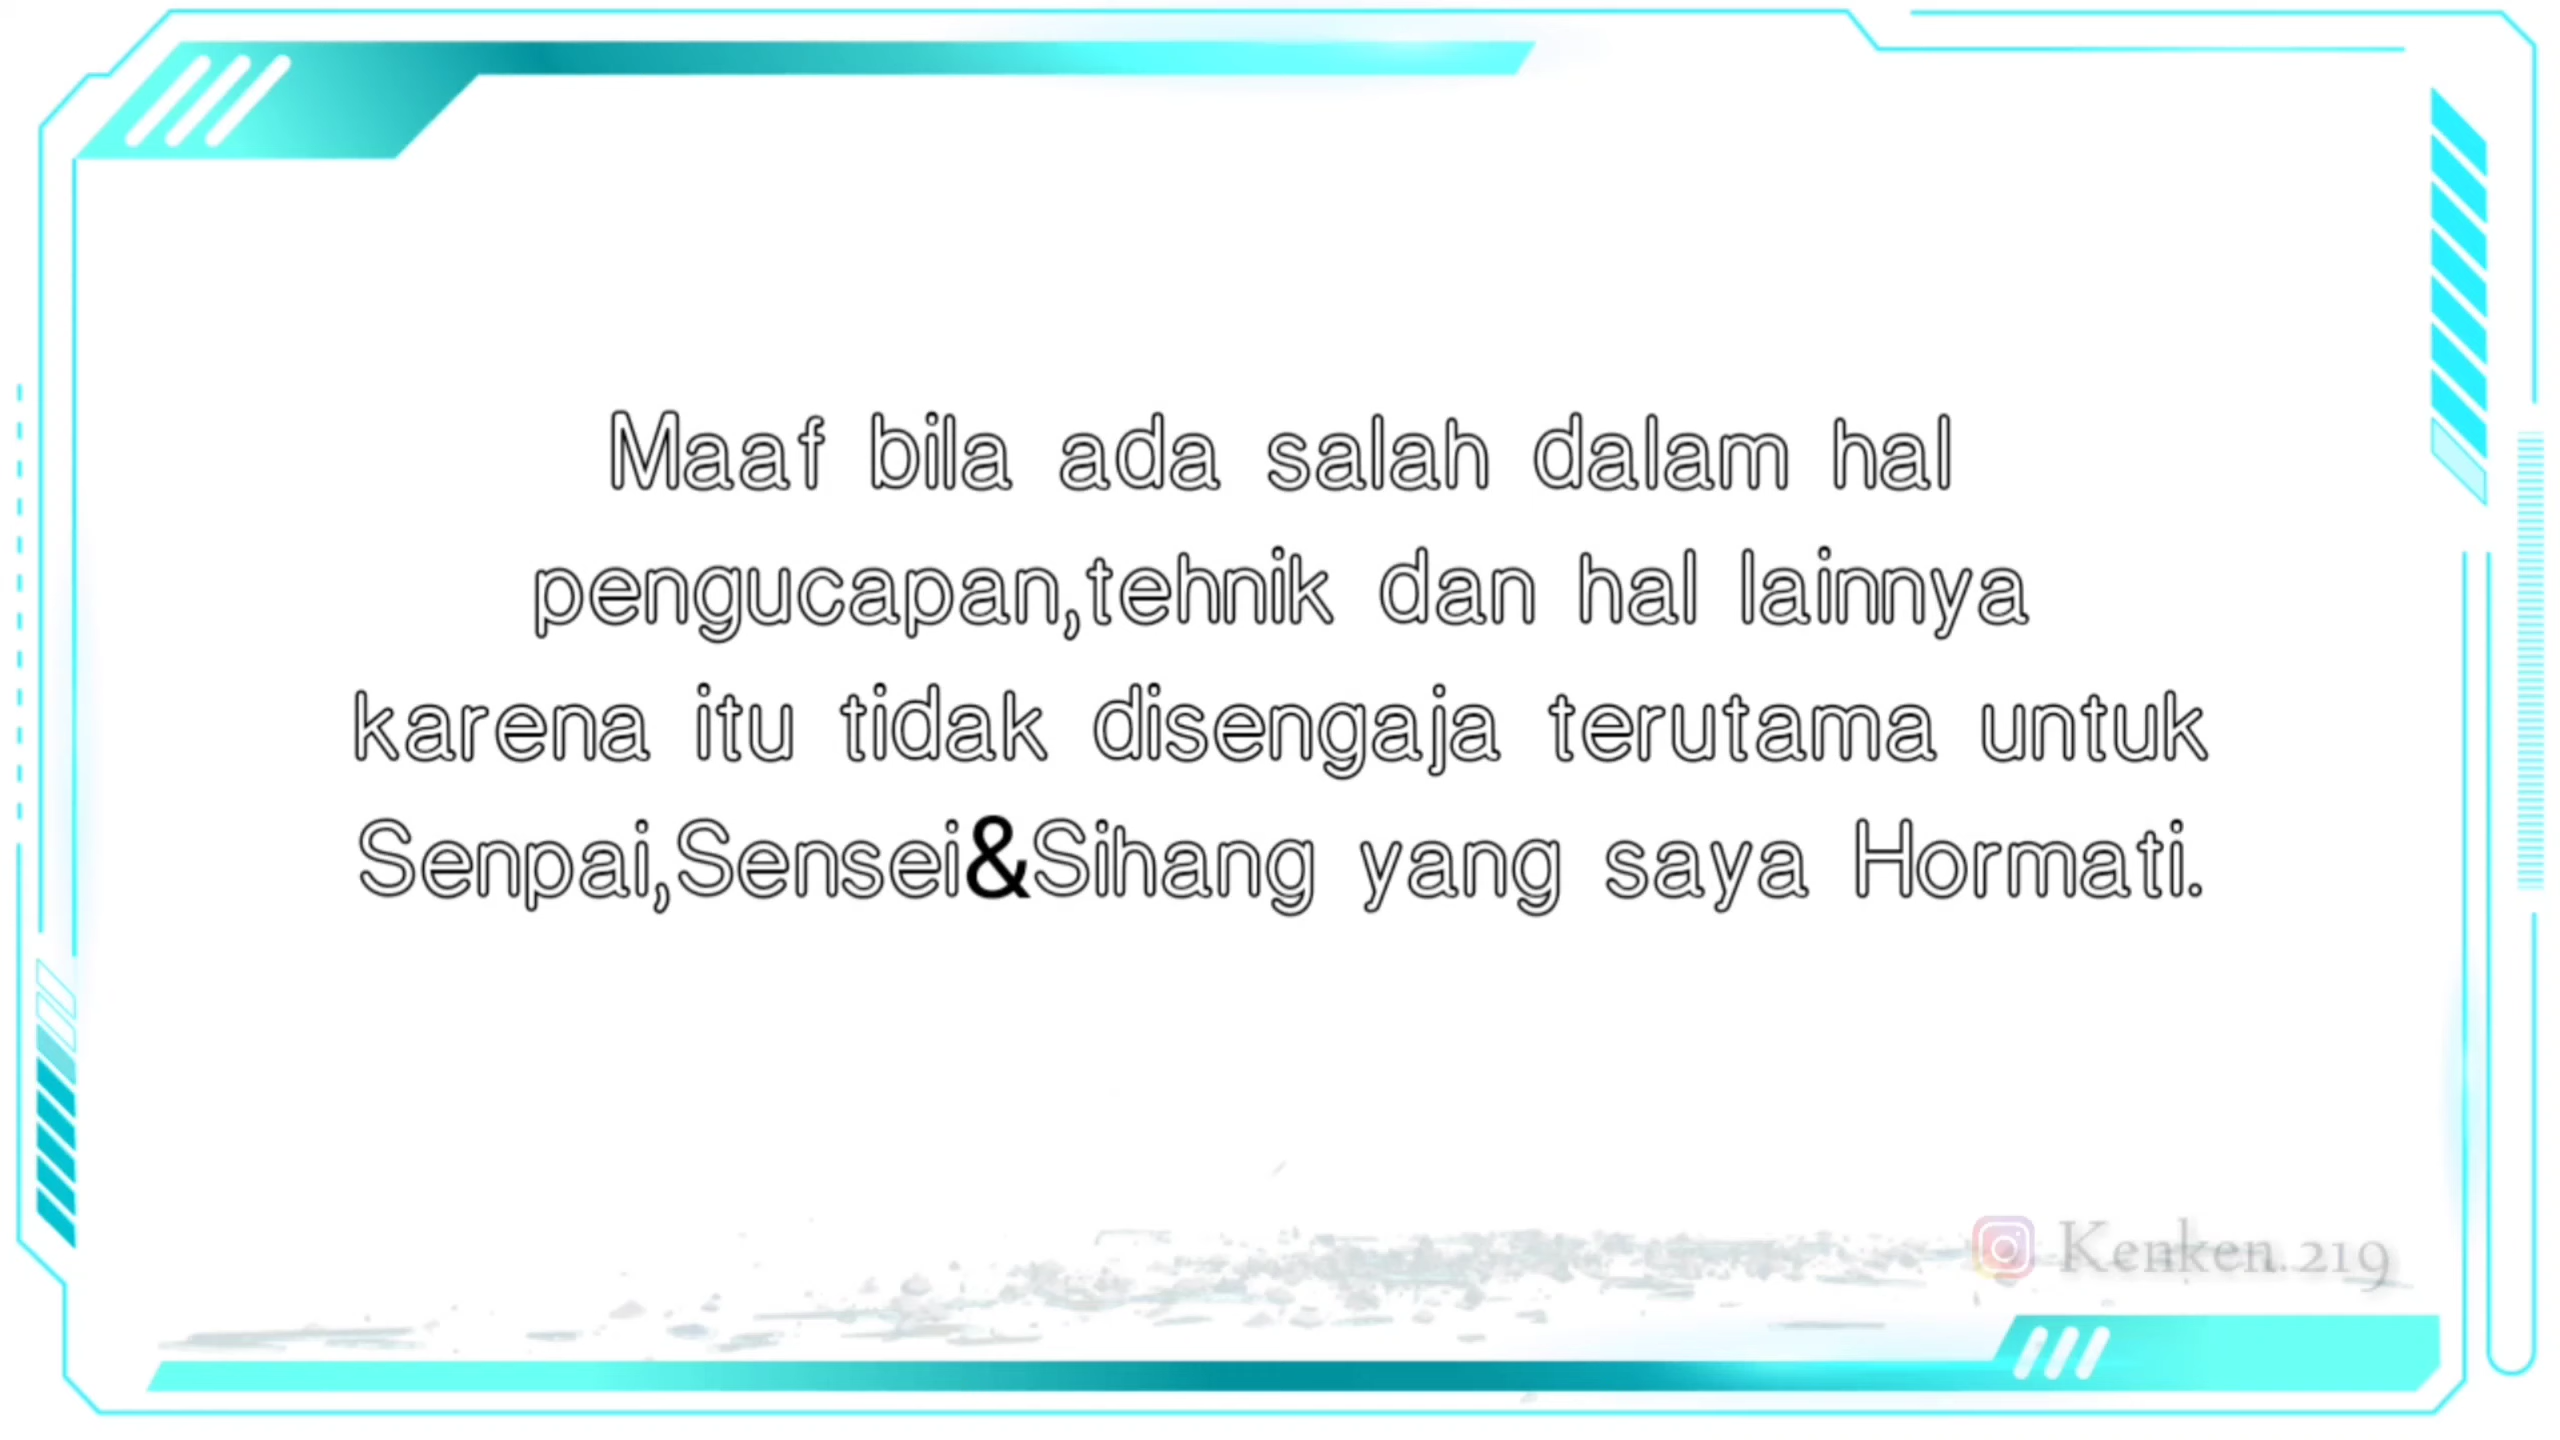 Maaf bila ada salah dalam hal
pengucapan,tehnik dan hal lainnya
karena itu tidak disengaja terutama untuk
Senpai,Sensei&Sihang yang saya Hormati.
Kenken.219